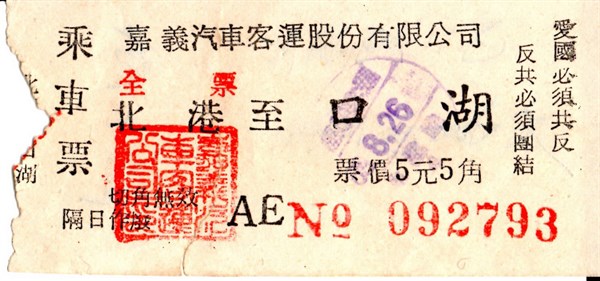 愛國必須共反
反共必須團結
嘉義汽車客運股份有限公司
乘車票
全票
北港至口湖
8.26
票價5元5角
切角無效
隔日作廢
AE No 092793
湖